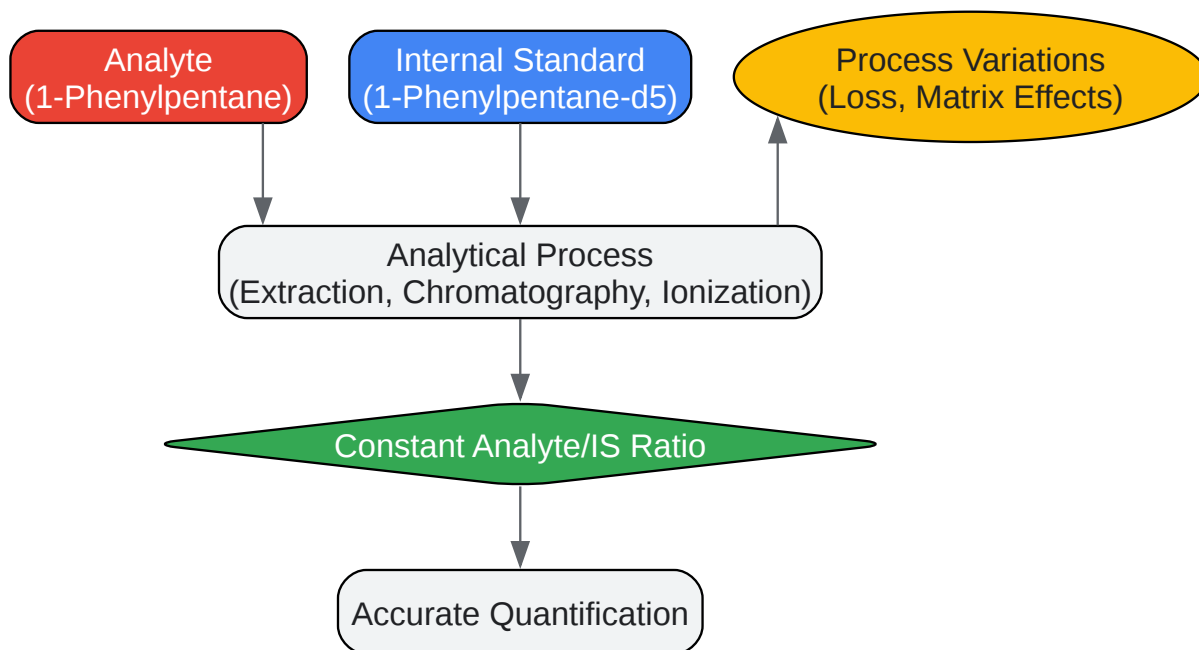 Analyte
(1-Phenylpentane)
Internal Standard
(1-Phenylpentane-d5)
Process Variations
(Loss, Matrix Effects)
Analytical Process
(Extraction, Chromatography, Ionization)
Constant Analyte/IS Ratio
Accurate Quantification